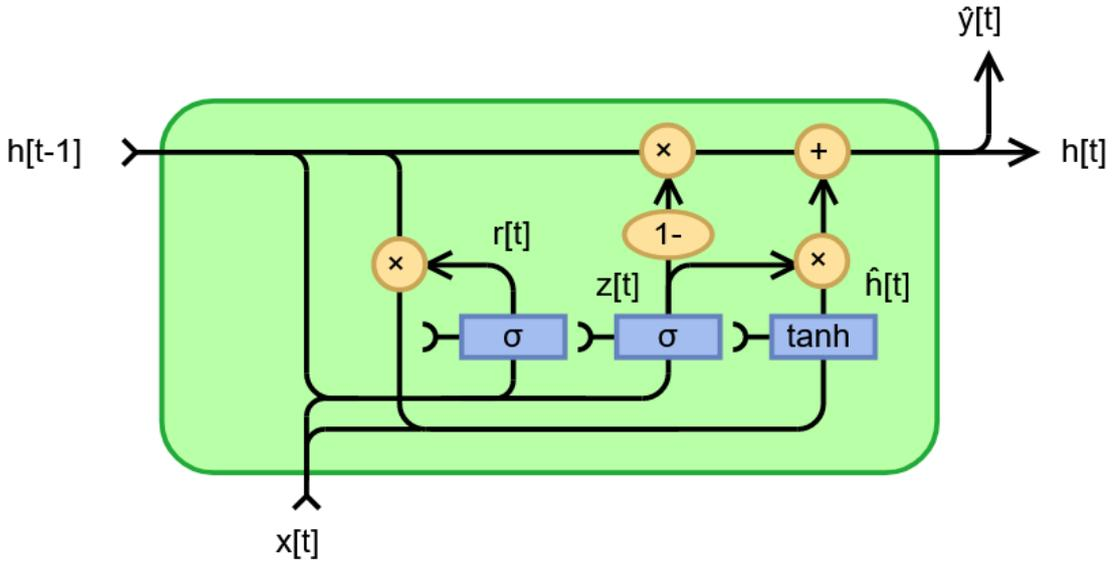 ŷ[t]
h[t-1]
×
+
h[t]
r[t]
1-
×
×
z[t]
ĥ[t]
σ
σ
tanh
x[t]